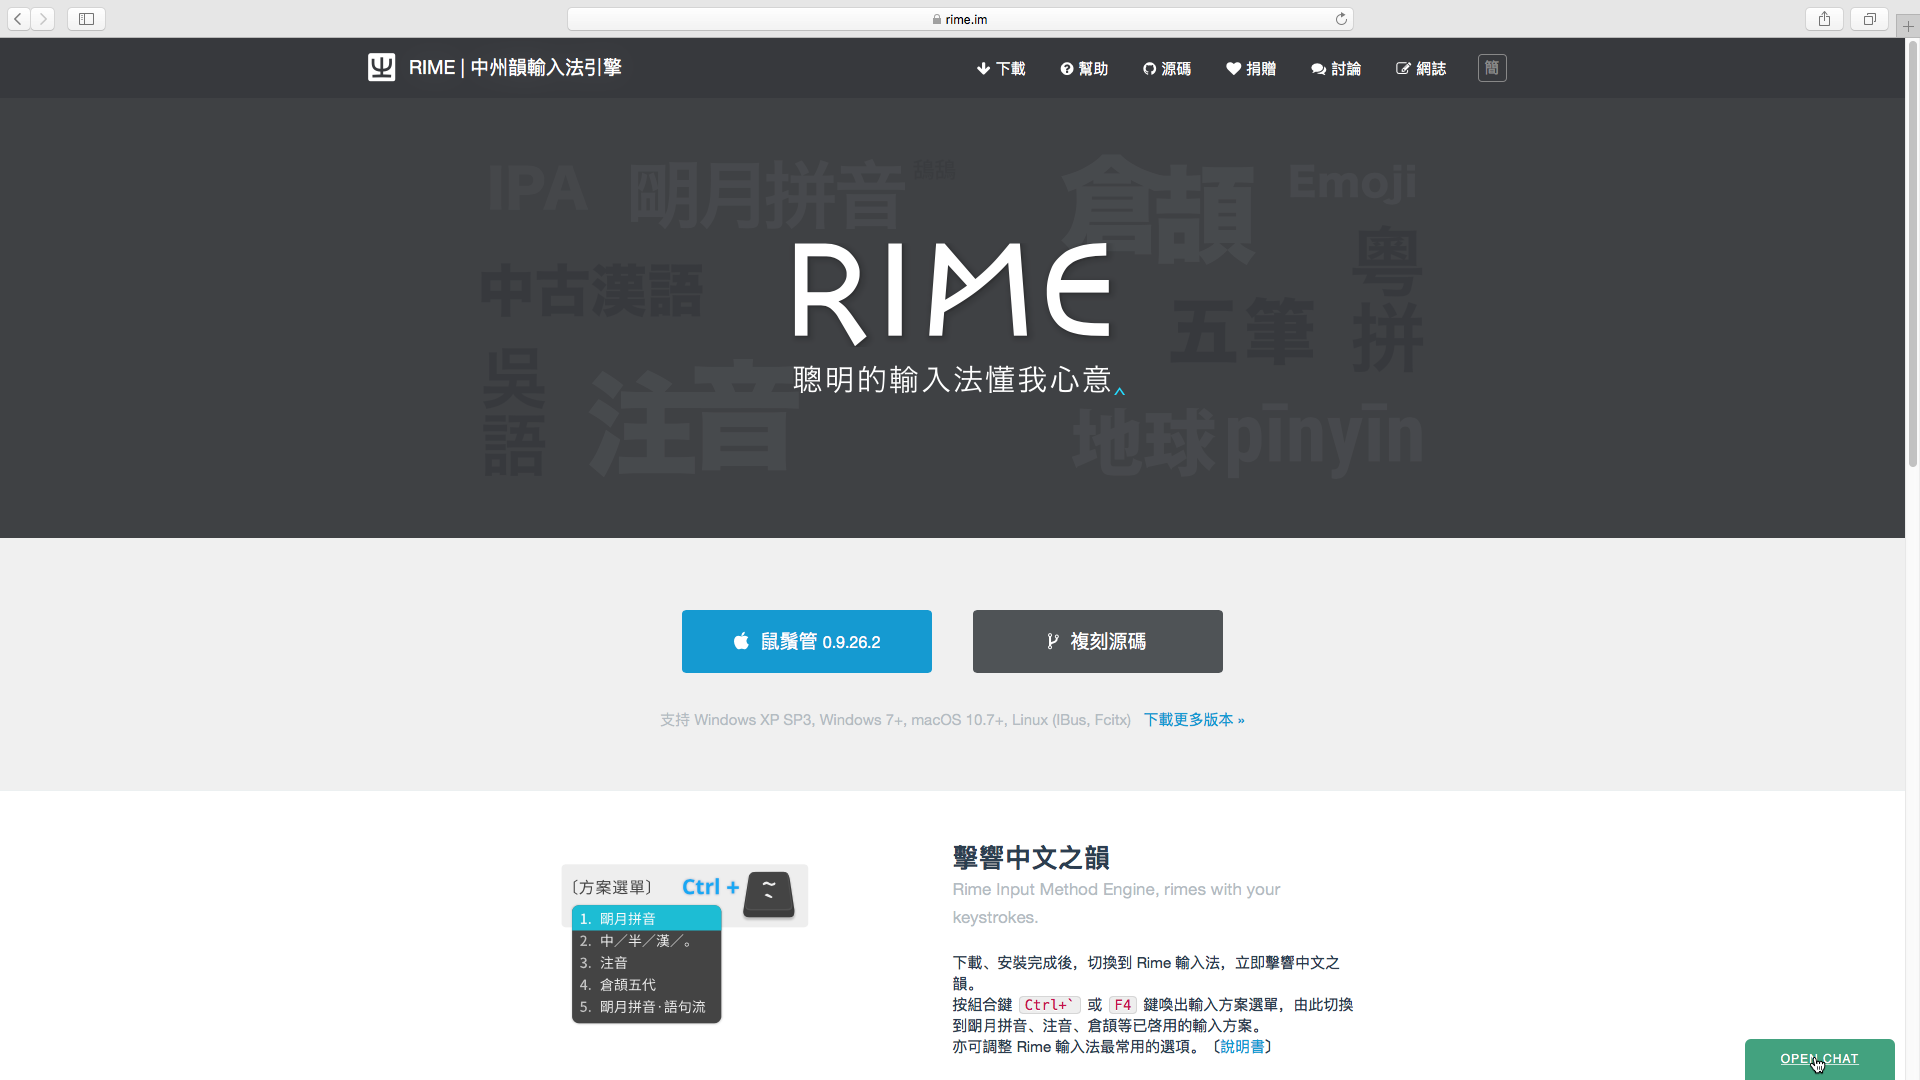 rime.im
RIME | 中州韻輸入法引擎
下載
幫助
源碼
捐贈
討論
網誌
簡
IPA
朙月拼音
倉頡
Emoji
中古漢語
粵拼
五筆
吳語
注音
地球pīnyīn
RIME
聰明的輸入法懂我心意‸
鼠鬚管 0.9.26.2
複刻源碼
支持 Windows XP SP3, Windows 7+, macOS 10.7+, Linux (IBus, Fcitx) 下載更多版本 »
〔方案選單〕 Ctrl + ~ `
1. 朙月拼音
2. 中／半／漢／。
3. 注音
4. 倉頡五代
5. 朙月拼音·語句流
擊響中文之韻
Rime Input Method Engine, rimes with your
keystrokes.
下載、安裝完成後，切換到 Rime 輸入法，立即擊響中文之
韻。
按組合鍵 Ctrl+` 或 F4 鍵喚出輸入方案選單，由此切換
到朙月拼音、注音、倉頡等已啓用的輸入方案。
亦可調整 Rime 輸入法最常用的選項。〔說明書〕
OPEN CHAT